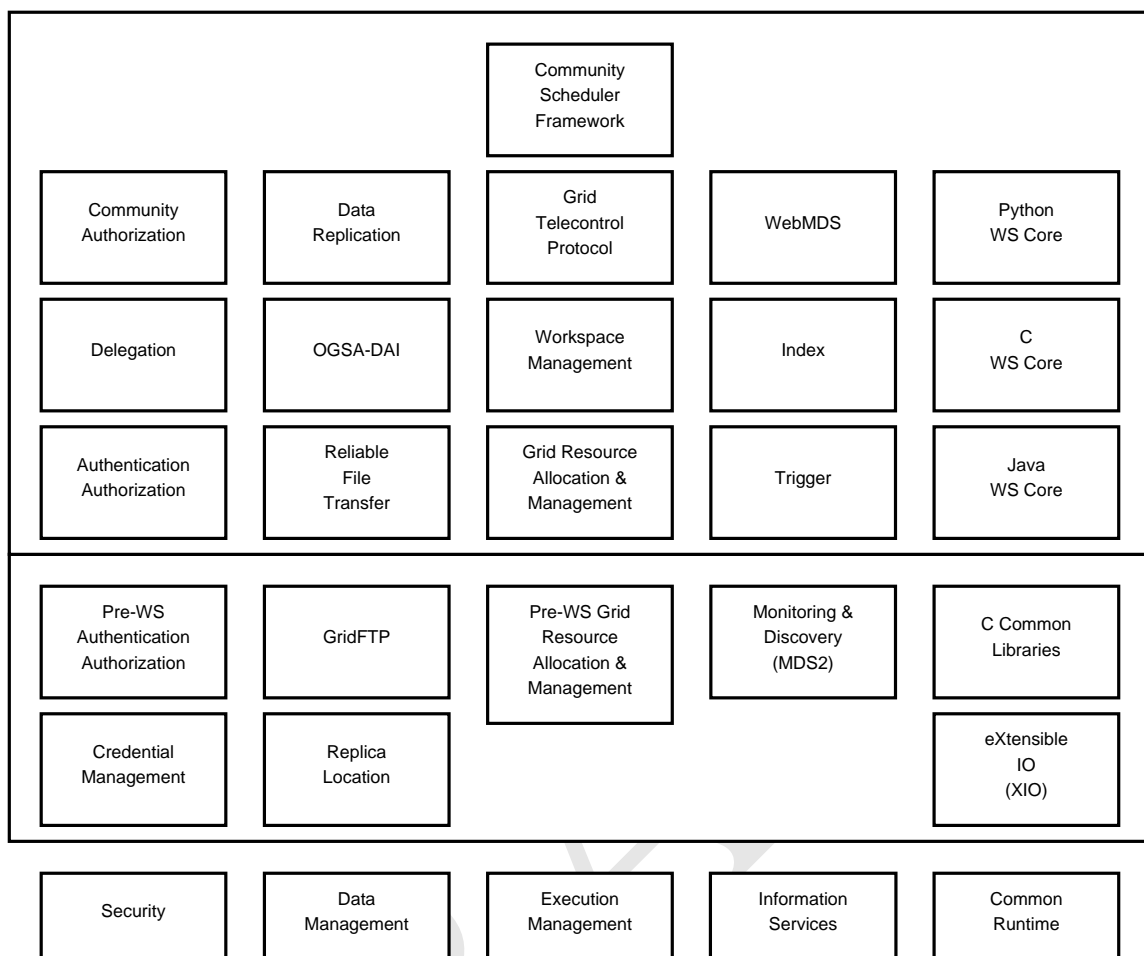 Community
Scheduler
Framework
Community
Authorization
Data
Replication
Grid
Telecontrol
Protocol
WebMDS
Python
WS Core
Delegation
OGSA-DAI
Workspace
Management
Index
C
WS Core
Authentication
Authorization
Reliable
File
Transfer
Grid Resource
Allocation &
Management
Trigger
Java
WS Core
Pre-WS
Authentication
Authorization
GridFTP
Pre-WS Grid
Resource
Allocation &
Management
Monitoring &
Discovery
(MDS2)
C Common
Libraries
Credential
Management
Replica
Location
eXtensible
IO
(XIO)
Security
Data
Management
Execution
Management
Information
Services
Common
Runtime